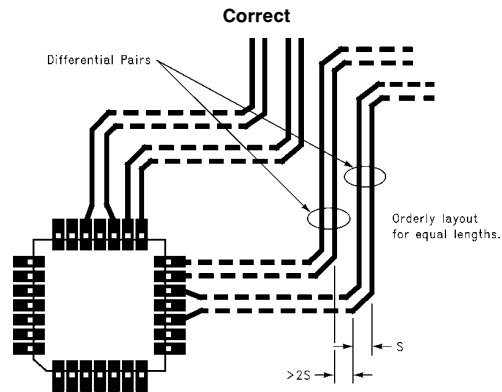 Correct
Differential Pairs
Orderly layout
for equal lengths.
S
>2S